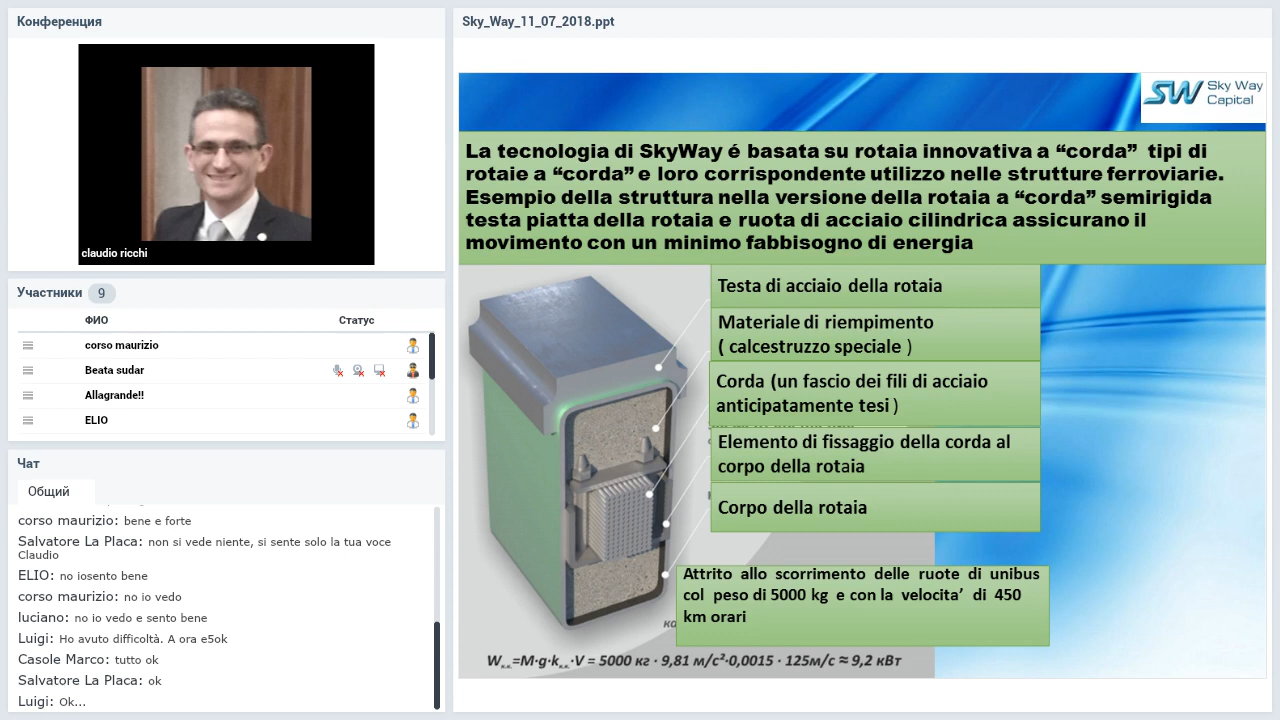 Конференция
claudio ricchi
Участники 9
ФИО Статус
corso maurizio
Beata sudar
Allagrande!!
ELIO
Чат
Общий
corso maurizio: bene e forte
Salvatore La Placa: non si vede niente, si sente solo la tua voce
Claudio
ELIO: no iosento bene
corso maurizio: no io vedo
luciano: no io vedo e sento bene
Luigi: Ho avuto difficoltà. A ora e5ok
Casole Marco: tutto ok
Salvatore La Placa: ok
Luigi: Ok...
Sky_Way_11_07_2018.ppt
SW Sky Way
Capital
La tecnologia di SkyWay é basata su rotaia innovativa a “corda” tipi di
rotaie a “corda” e loro corrispondente utilizzo nelle strutture ferroviarie.
Esempio della struttura nella versione della rotaia a “corda” semirigida
testa piatta della rotaia e ruota di acciaio cilindrica assicurano il
movimento con un minimo fabbisogno di energia
Testa di acciaio della rotaia
Materiale di riempimento
( calcestruzzo speciale )
Corda (un fascio dei fili di acciaio
anticipatamente tesi )
Elemento di fissaggio della corda al
corpo della rotaia
Corpo della rotaia
Attrito allo scorrimento delle ruote di unibus
col peso di 5000 kg e con la velocita’ di 450
km orari
Wк.к.=M·g·kк.к.·V = 5000 кг · 9,81 м/с²·0,0015 · 125м/с ≈ 9,2 кВт